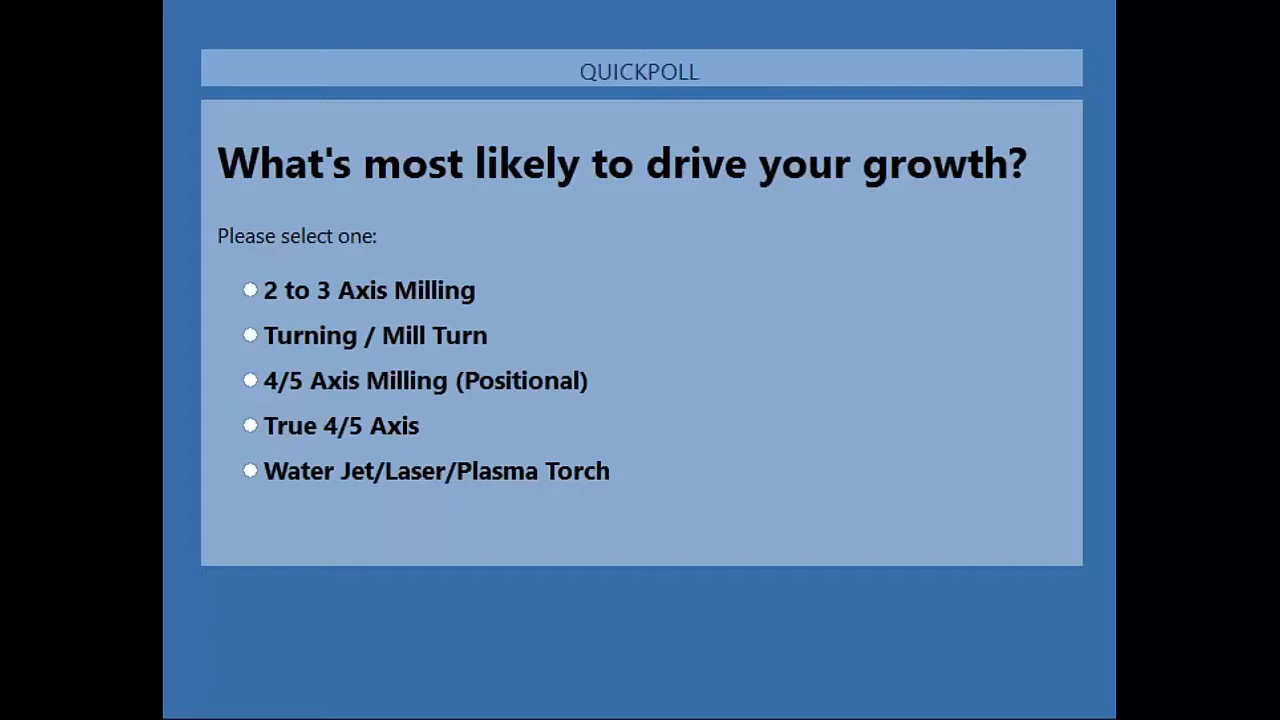 QUICKPOLL
What's most likely to drive your growth?
Please select one:
2 to 3 Axis Milling
Turning / Mill Turn
4/5 Axis Milling (Positional)
True 4/5 Axis
Water Jet/Laser/Plasma Torch